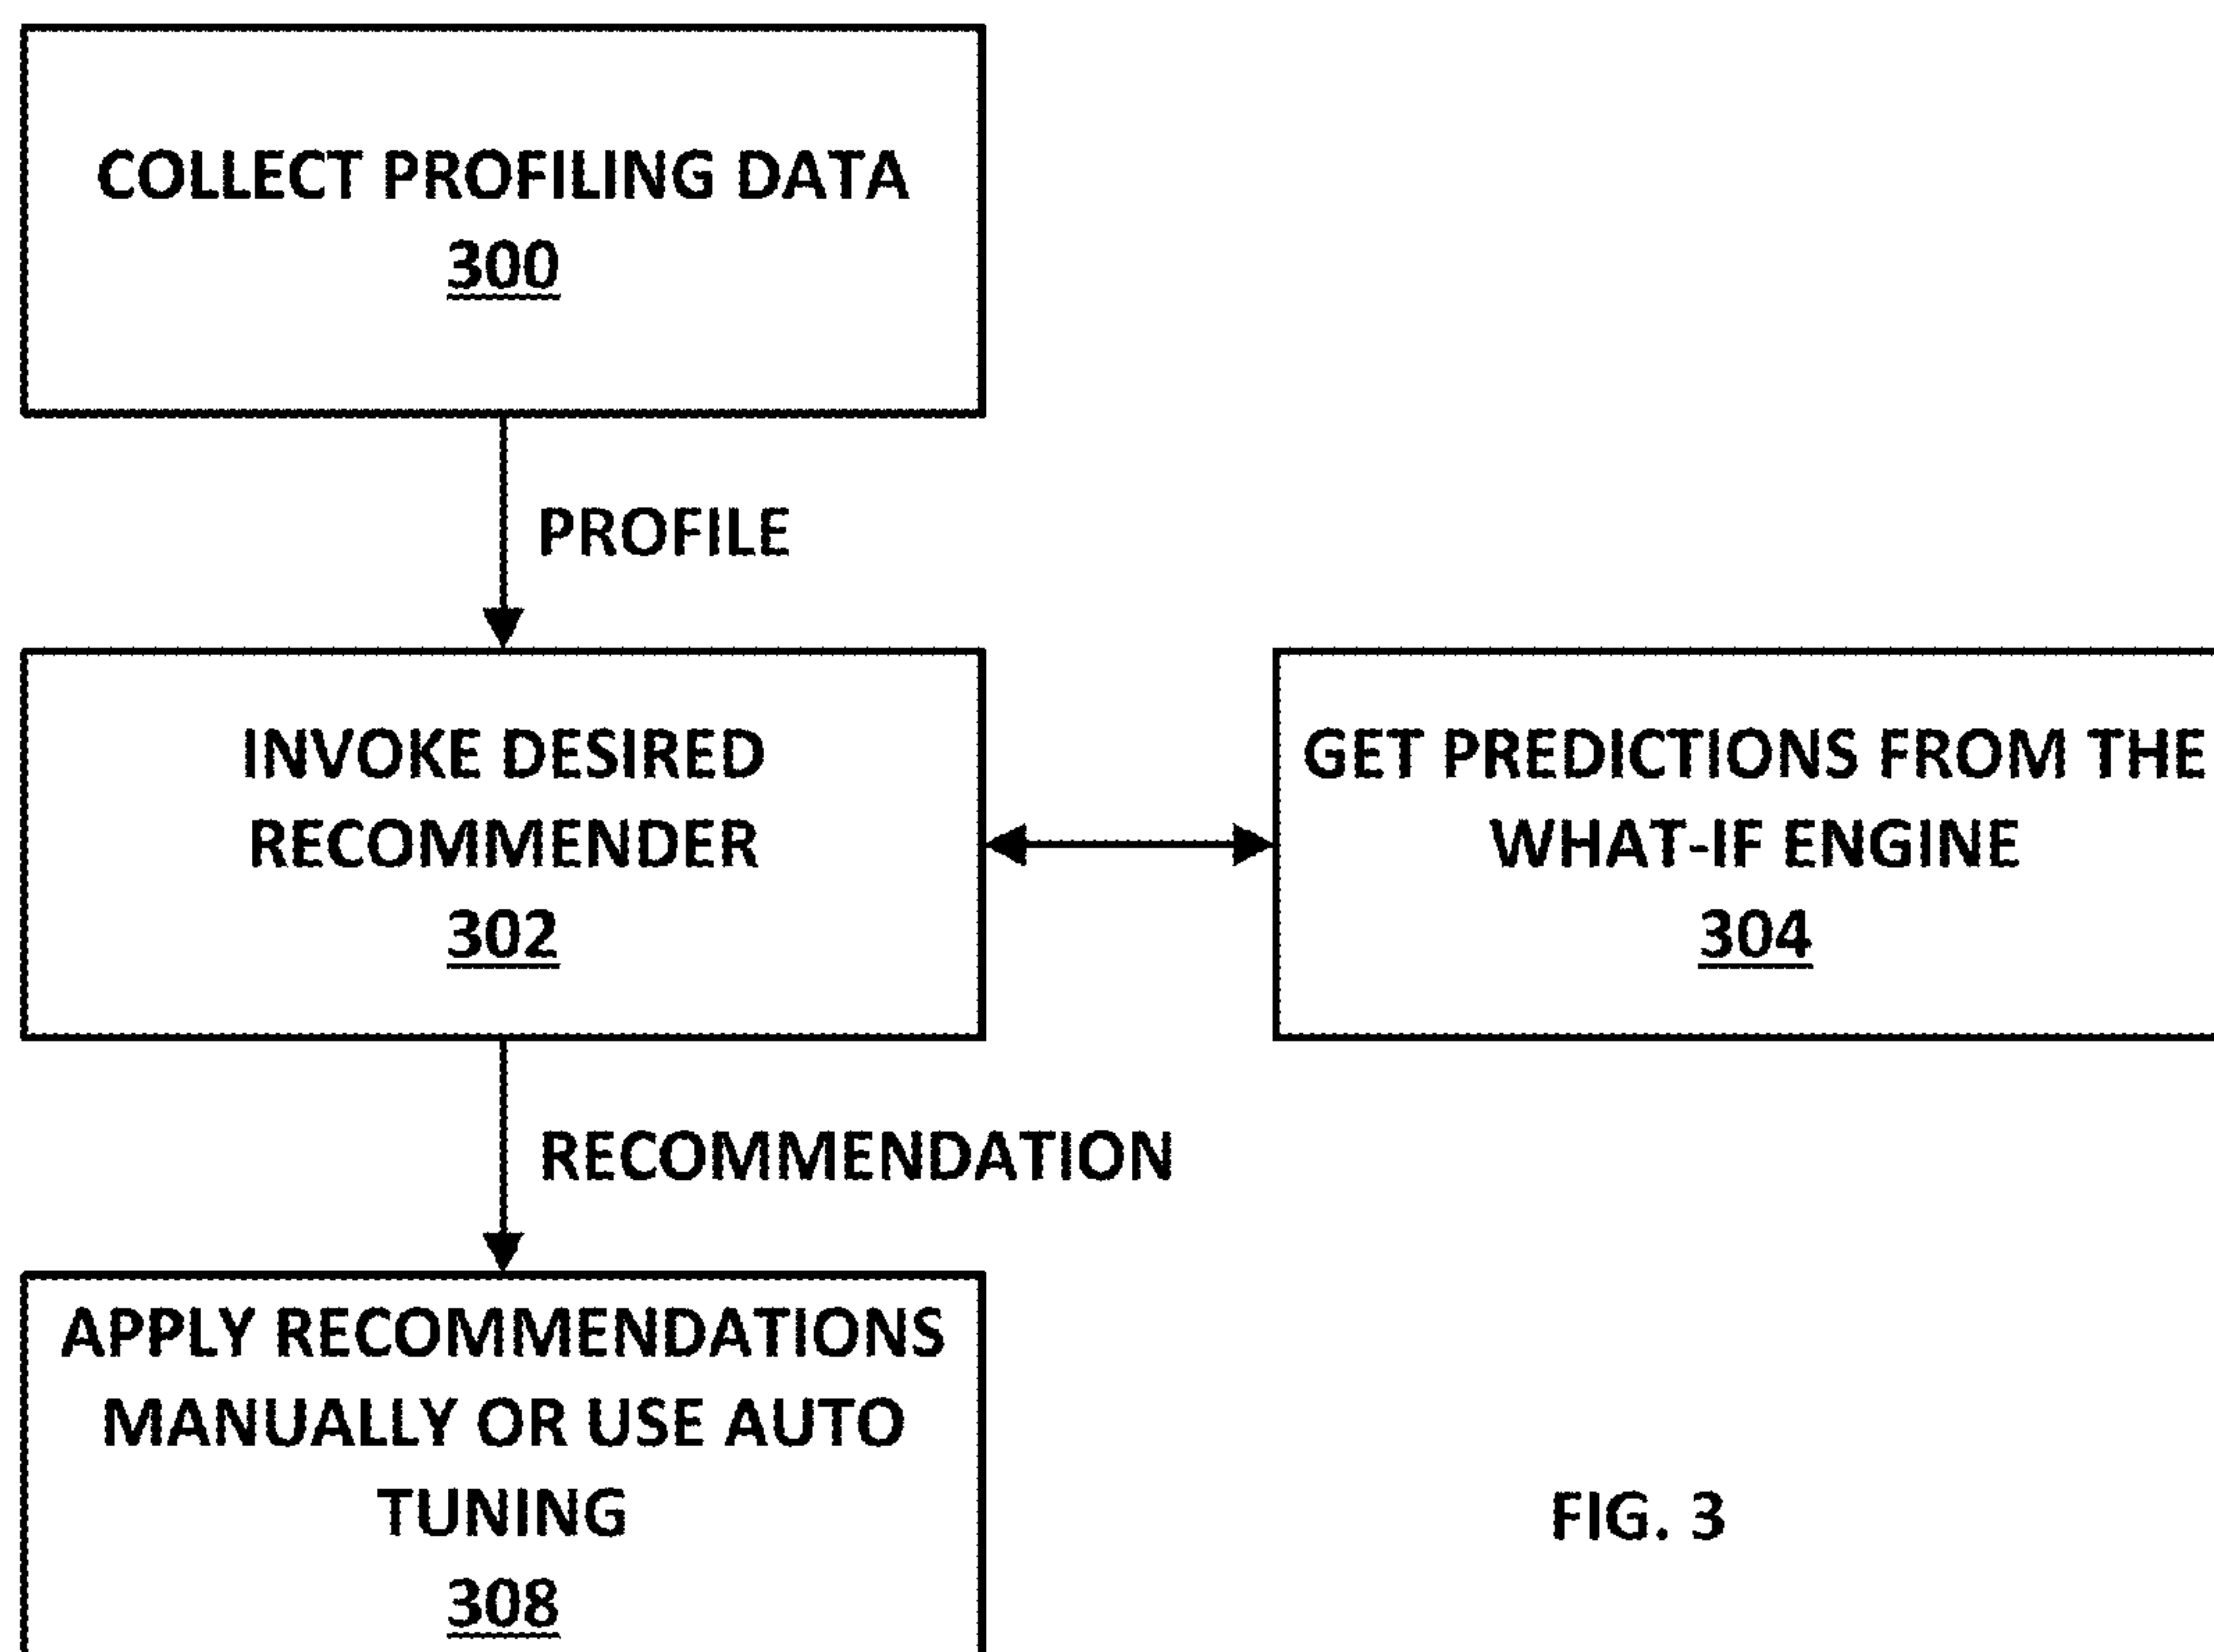 COLLECT PROFILING DATA
300
PROFILE
INVOKE DESIRED
RECOMMENDER
302
GET PREDICTIONS FROM THE
WHAT-IF ENGINE
304
RECOMMENDATION
APPLY RECOMMENDATIONS
MANUALLY OR USE AUTO
TUNING
308
FIG. 3